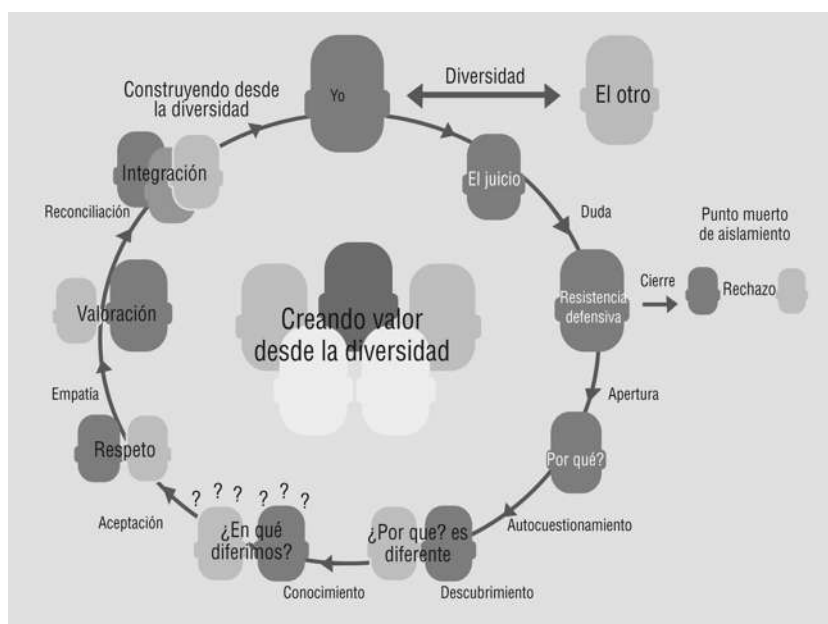 Construyendo desde
la diversidad
Yo
Diversidad
El otro
El juicio
Duda
Punto muerto
de aislamiento
Resistencia
defensiva
Cierre
Rechazo
Apertura
Por qué?
Autocuestionamiento
¿Por que? es
diferente
Descubrimiento
Conocimiento
? ? ? ? ? ?
¿En qué
diferimos?
Aceptación
Respeto
Empatía
Valoración
Reconciliación
Integración
Creando valor
desde la diversidad